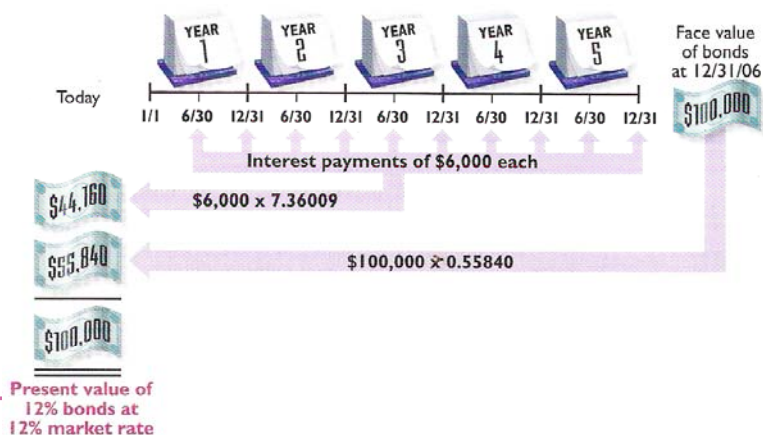 YEAR 1
YEAR 2
YEAR 3
YEAR 4
YEAR 5
Face value
of bonds
at 12/31/06
$100,000
Today
1/1 6/30 12/31 6/30 12/31 6/30 12/31 6/30 12/31 6/30 12/31
Interest payments of $6,000 each
$44,160
$6,000 x 7.36009
$55,840
$100,000 x 0.55840
$100,000
Present value of
12% bonds at
12% market rate